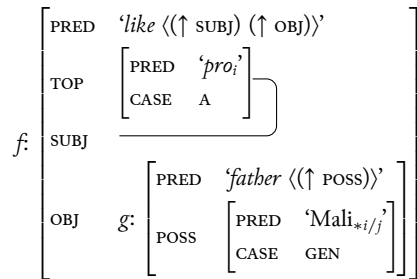 PRED ‘like ⟨(↑ SUBJ) (↑ OBJ)⟩’
TOP
PRED ‘proᵢ’
CASE A
f:
SUBJ
OBJ
g:
PRED ‘father ⟨(↑ POSS)⟩’
POSS
PRED ‘Mali*i/j’
CASE GEN